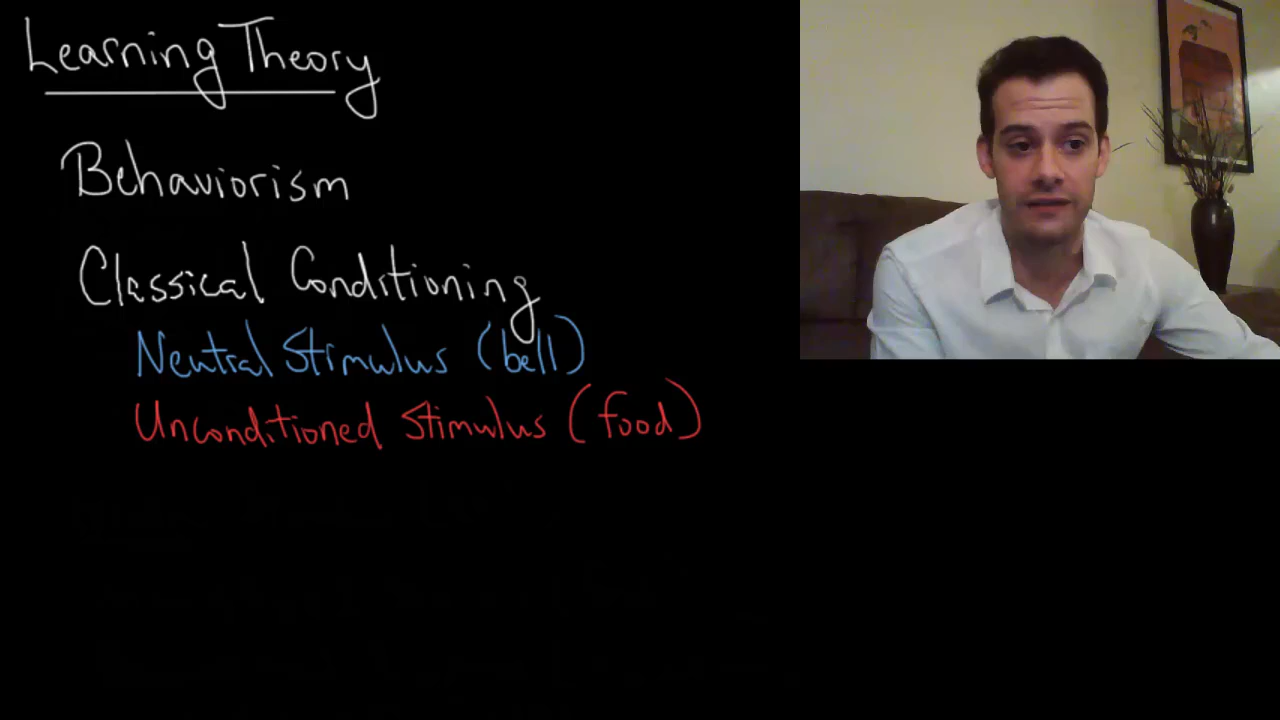 Learning Theory
Behaviorism
Classical Conditioning
Neutral Stimulus (bell)
Unconditioned Stimulus (food)